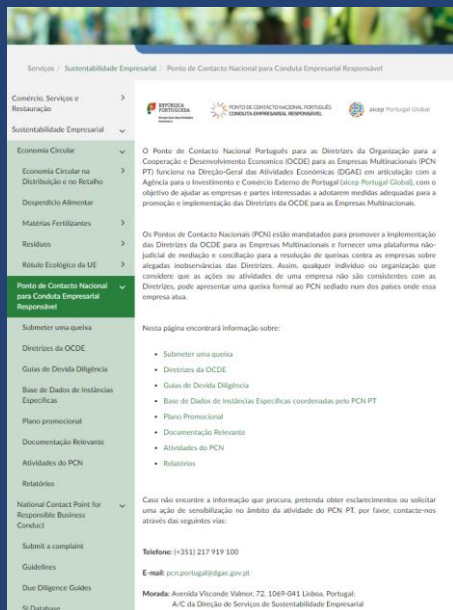 Serviços / Sustentabilidade Empresarial / Ponto de Contacto Nacional para Conduta Empresarial Responsável
Comércio, Serviços e
Restauração
Sustentabilidade Empresarial
Economia Circular
Economia Circular na
Distribuição e no Retalho
Desperdício Alimentar
Matérias Fertilizantes
Resíduos
Rótulo Ecológico da UE
Ponto de Contacto Nacional
para Conduta Empresarial
Responsável
Submeter uma queixa
Diretrizes da OCDE
Guias de Devida Diligência
Base de Dados de Instâncias
Específicas
Plano promocional
Documentação Relevante
Atividades do PCN
Relatórios
National Contact Point for
Responsible Business
Conduct
Submit a complaint
Guidelines
Due Diligence Guides
SI Database
REPÚBLICA
PORTUGUESA
PONTO DE CONTACTO NACIONAL PORTUGUÊS
CONDUTA EMPRESARIAL RESPONSÁVEL
aicep Portugal Global
O Ponto de Contacto Nacional Português para as Diretrizes da Organização para a
Cooperação e Desenvolvimento Economico (OCDE) para as Empresas Multinacionais (PCN
PT) funciona na Direção-Geral das Atividades Económicas (DGAE) em articulação com a
Agência para o Investimento e Comércio Externo de Portugal (aicep Portugal Global), com o
objetivo de ajudar as empresas e partes interessadas a adotarem medidas adequadas para a
promoção e implementação das Diretrizes da OCDE para as Empresas Multinacionais.
Os Pontos de Contacto Nacionais (PCN) estão mandatados para promover a implementação
das Diretrizes da OCDE para as Empresas Multinacionais e fornecer uma plataforma não-
judicial de mediação e conciliação para a resolução de queixas contra as empresas sobre
alegadas inobservâncias das Diretrizes. Assim, qualquer indivíduo ou organização que
considere que as ações ou atividades de uma empresa não são consistentes com as
Diretrizes, pode apresentar uma queixa formal ao PCN sediado num dos países onde essa
empresa atua.
Nesta página encontrará informação sobre:
• Submeter uma queixa
• Diretrizes da OCDE
• Guias de Devida Diligência
• Base de Dados de Instâncias Específicas coordenadas pelo PCN PT
• Plano Promocional
• Documentação Relevante
• Atividades do PCN
• Relatórios
Caso não encontre a informação que procura, pretenda obter esclarecimentos ou solicitar
uma ação de sensibilização no âmbito da atividade do PCN PT, por favor, contacte-nos
através das seguintes vias:
Telefone: (+351) 217 919 100
E-mail: pcn.portugal@dgae.gov.pt
Morada: Avenida Visconde Valmor, 72, 1069-041 Lisboa, Portugal;
A/C da Direção de Serviços de Sustentabilidade Empresarial